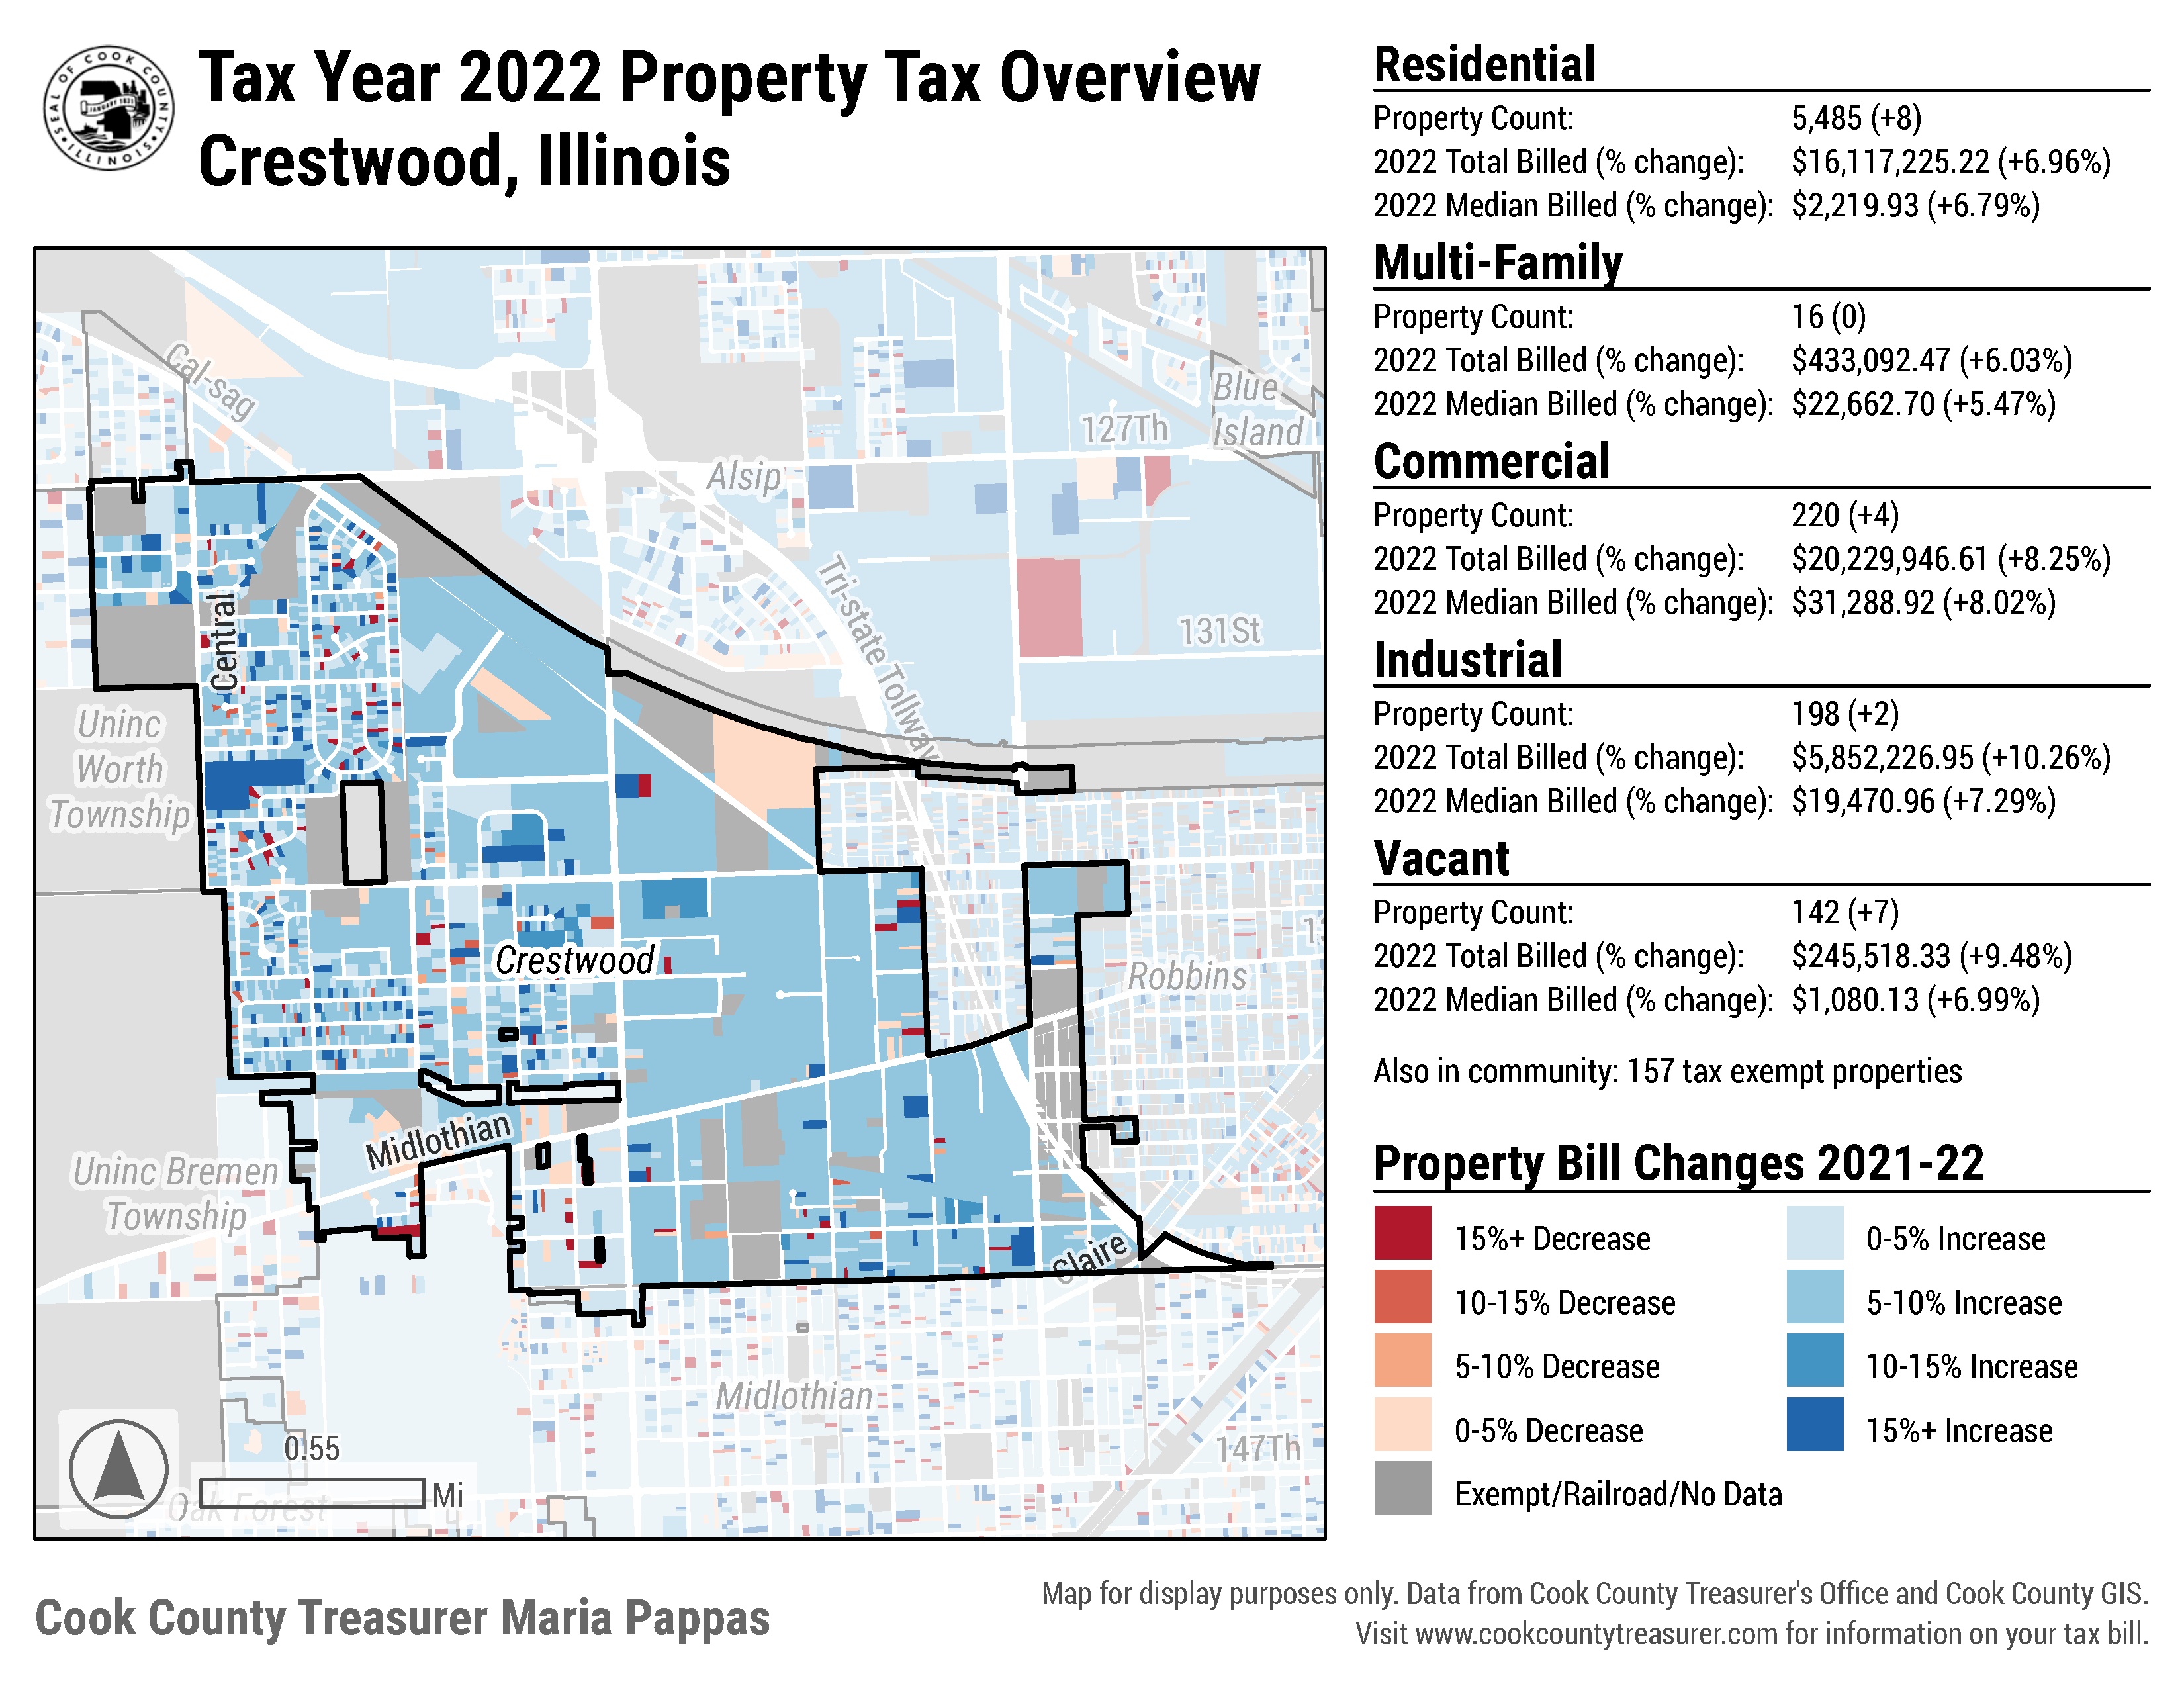 SEAL OF COOK COUNTY
JANUARY 1831
ILLINOIS
Tax Year 2022 Property Tax Overview
Crestwood, Illinois
Cal-sag
Blue
Island
127Th
Alsip
Tri-state Tollway
131St
Central
Uninc
Worth
Township
Crestwood
Robbins
13
Midlothian
Uninc Bremen
Township
Claire
Midlothian
147Th
0.55
Mi
Oak Forest
Residential
Property Count: 5,485 (+8)
2022 Total Billed (% change): $16,117,225.22 (+6.96%)
2022 Median Billed (% change): $2,219.93 (+6.79%)
Multi-Family
Property Count: 16 (0)
2022 Total Billed (% change): $433,092.47 (+6.03%)
2022 Median Billed (% change): $22,662.70 (+5.47%)
Commercial
Property Count: 220 (+4)
2022 Total Billed (% change): $20,229,946.61 (+8.25%)
2022 Median Billed (% change): $31,288.92 (+8.02%)
Industrial
Property Count: 198 (+2)
2022 Total Billed (% change): $5,852,226.95 (+10.26%)
2022 Median Billed (% change): $19,470.96 (+7.29%)
Vacant
Property Count: 142 (+7)
2022 Total Billed (% change): $245,518.33 (+9.48%)
2022 Median Billed (% change): $1,080.13 (+6.99%)
Also in community: 157 tax exempt properties
Property Bill Changes 2021-22
15%+ Decrease 0-5% Increase
10-15% Decrease 5-10% Increase
5-10% Decrease 10-15% Increase
0-5% Decrease 15%+ Increase
Exempt/Railroad/No Data
Cook County Treasurer Maria Pappas
Map for display purposes only. Data from Cook County Treasurer's Office and Cook County GIS.
Visit www.cookcountytreasurer.com for information on your tax bill.